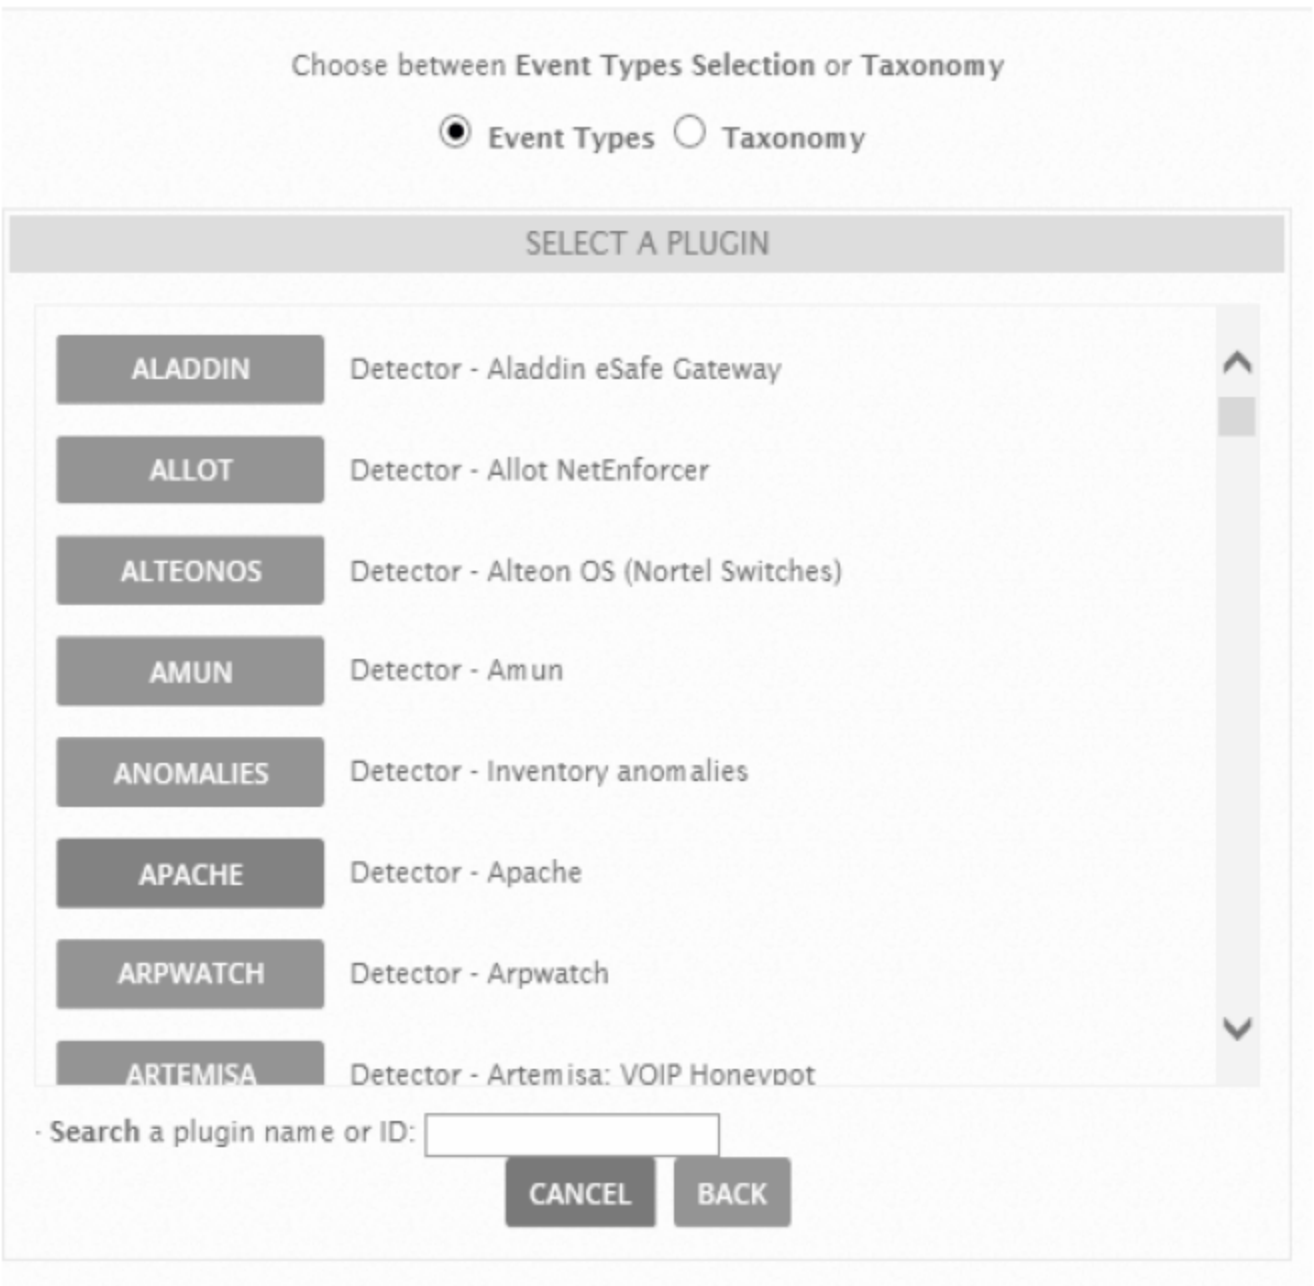 Choose between Event Types Selection or Taxonomy
Event Types Taxonomy
SELECT A PLUGIN
ALADDIN Detector - Aladdin eSafe Gateway
ALLOT Detector - Allot NetEnforcer
ALTEONOS Detector - Alteon OS (Nortel Switches)
AMUN Detector - Amun
ANOMALIES Detector - Inventory anomalies
APACHE Detector - Apache
ARPWATCH Detector - Arpwatch
ARTEMISA Detector - Artemisa: VOIP Honeypot
· Search a plugin name or ID:
CANCEL BACK